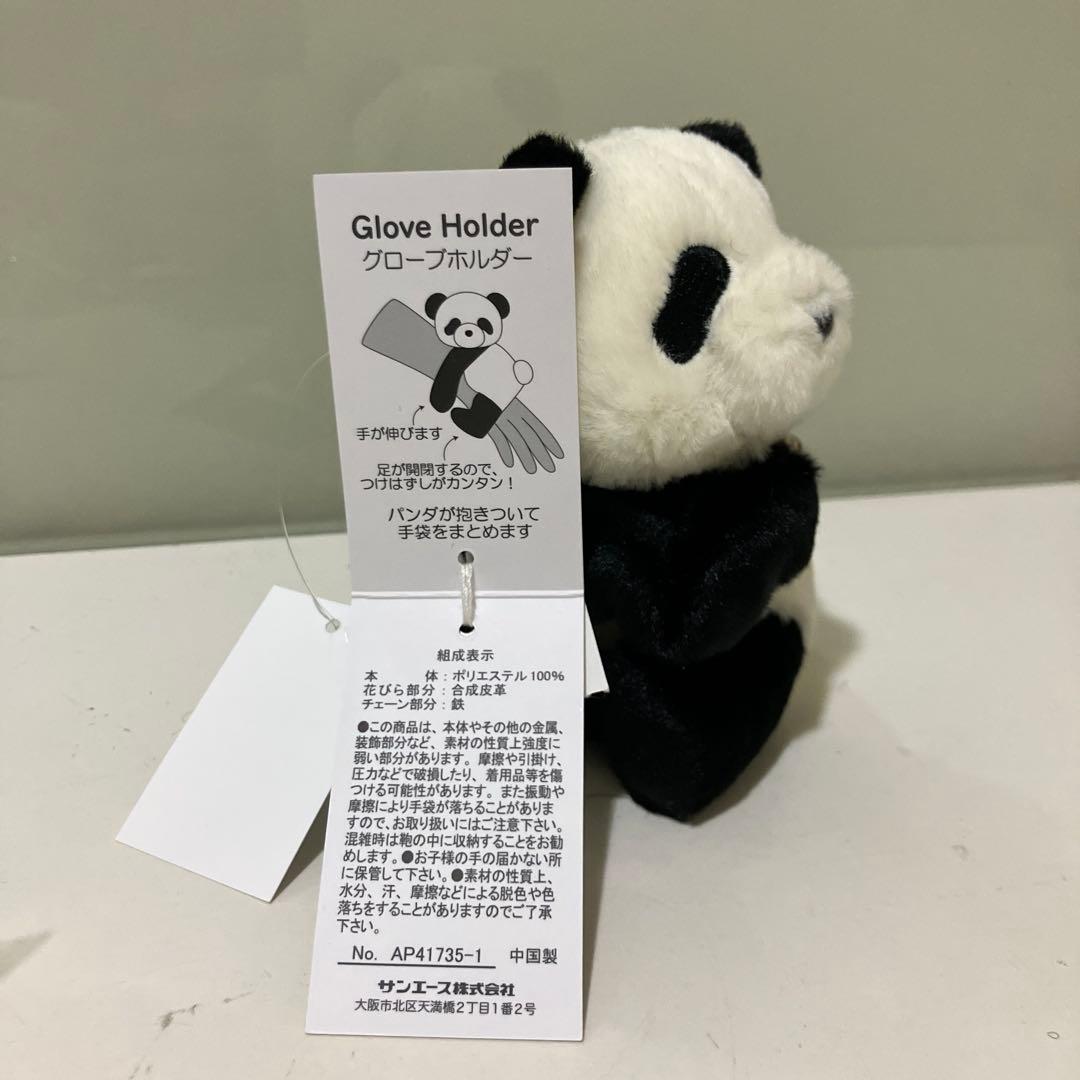 Glove Holder
グローブホルダー
手が伸びます
足が開閉するので、
つけはずしがカンタン！
パンダが抱きついて
手袋をまとめます
組成表示
本　　体：ポリエステル100%
花びら部分：合成皮革
チェーン部分：鉄
●この商品は、本体やその他の金属、
装飾部分など、素材の性質上強度に
弱い部分があります。摩擦や引掛け、
圧力などで破損したり、着用品等を傷
つける可能性があります。また振動や
摩擦により手袋が落ちることがありま
すので、お取り扱いにはご注意下さい。
混雑時は鞄の中に収納することをお勧
めします。●お子様の手の届かない所
に保管して下さい。●素材の性質上、
水分、汗、摩擦などによる脱色や色
落ちをすることがありますのでご了承
下さい。
No. AP41735-1　中国製
サンエース株式会社
大阪市北区天満橋2丁目1番2号